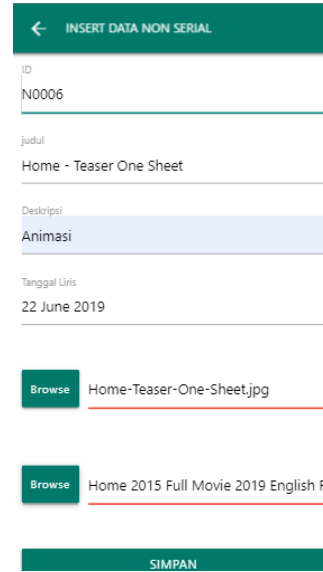 INSERT DATA NON SERIAL
ID
N0006
judul
Home - Teaser One Sheet
Deskripsi
Animasi
Tanggal Liris
22 June 2019
Browse Home-Teaser-One-Sheet.jpg
Browse Home 2015 Full Movie 2019 English
SIMPAN